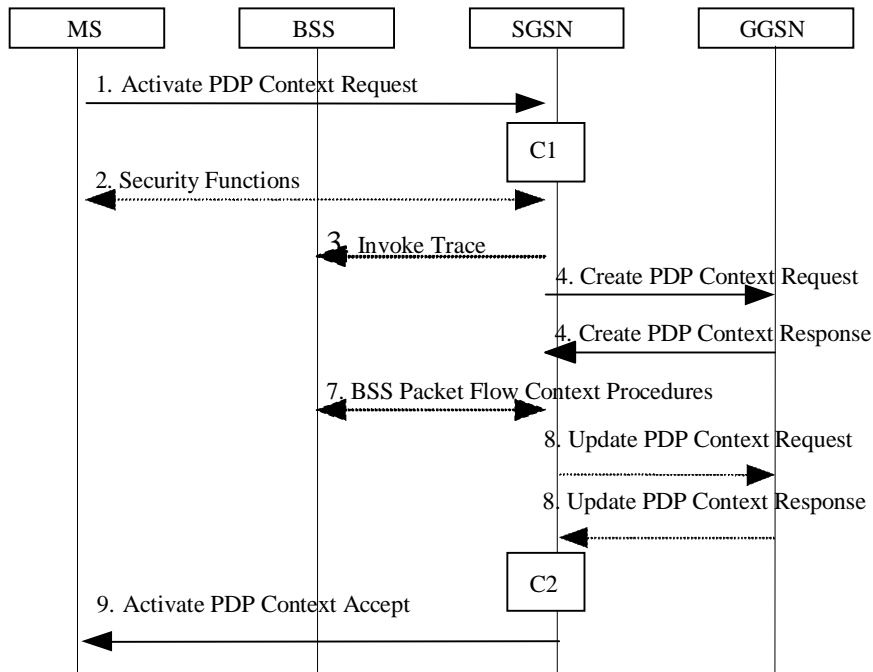 MS
BSS
SGSN
GGSN
1. Activate PDP Context Request
C1
2. Security Functions
3. Invoke Trace
4. Create PDP Context Request
4. Create PDP Context Response
7. BSS Packet Flow Context Procedures
8. Update PDP Context Request
8. Update PDP Context Response
C2
9. Activate PDP Context Accept